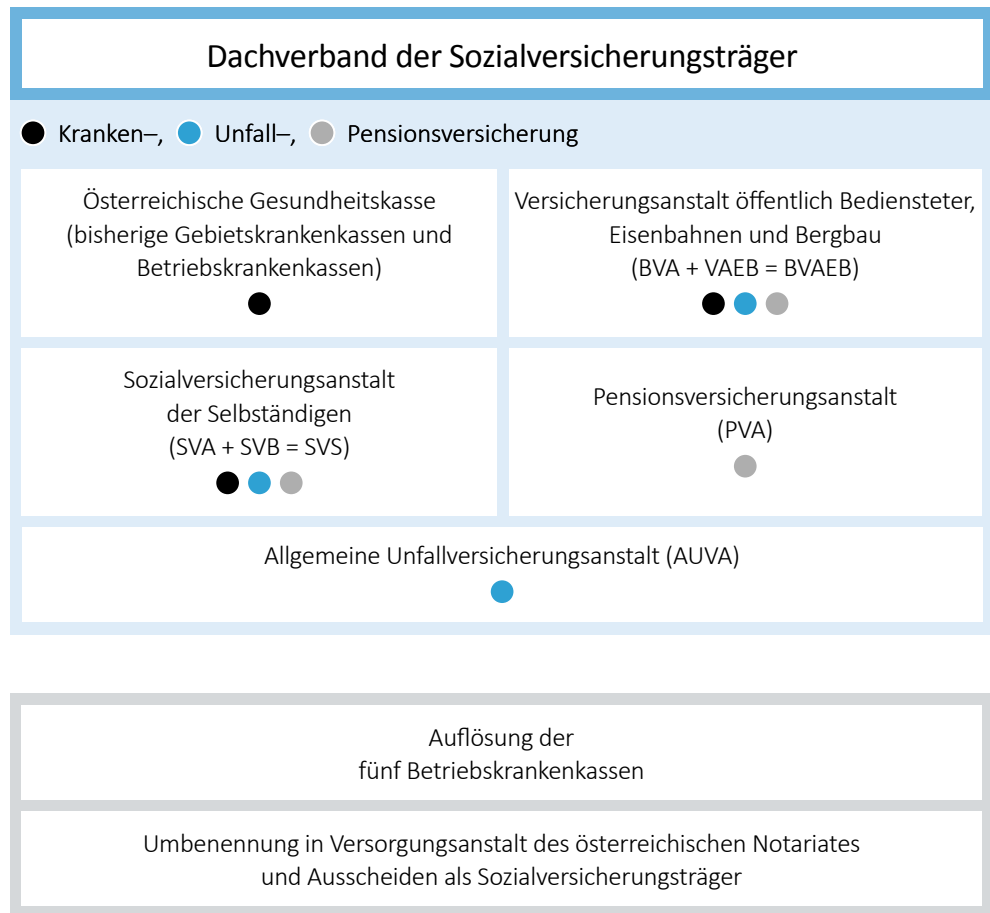 Dachverband der Sozialversicherungsträger
Kranken–, Unfall–, Pensionsversicherung
Österreichische Gesundheitskasse
(bisherige Gebietskrankenkassen und
Betriebskrankenkassen)
Versicherungsanstalt öffentlich Bediensteter,
Eisenbahnen und Bergbau
(BVA + VAEB = BVAEB)
Sozialversicherungsanstalt
der Selbständigen
(SVA + SVB = SVS)
Pensionsversicherungsanstalt
(PVA)
Allgemeine Unfallversicherungsanstalt (AUVA)
Auflösung der
fünf Betriebskrankenkassen
Umbenennung in Versorgungsanstalt des österreichischen Notariates
und Ausscheiden als Sozialversicherungsträger